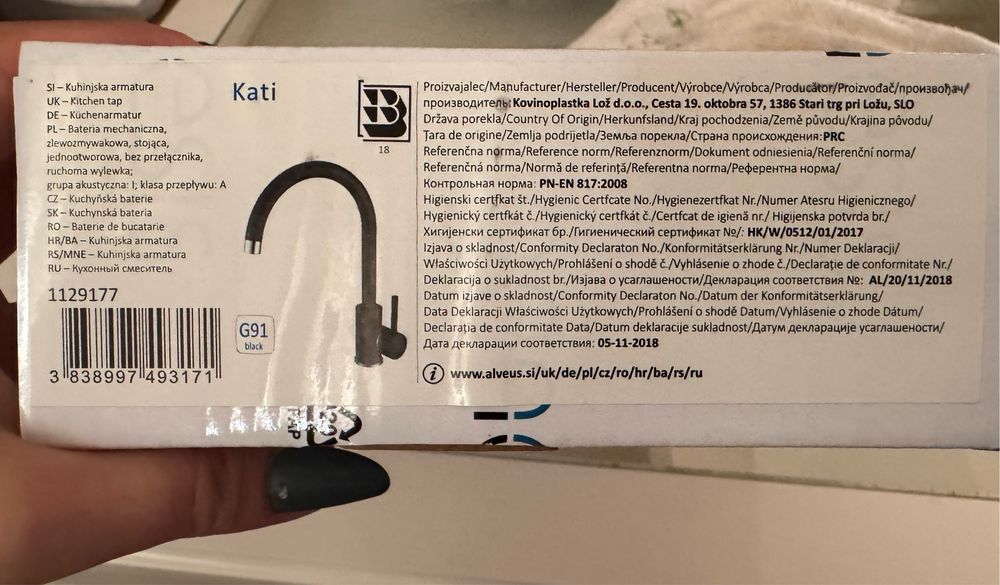 SI – Kuhinjska armatura
UK – Kitchen tap
DE – Küchenarmatur
PL – Bateria mechaniczna,
zlewozmywakowa, stojąca,
jednootworowa, bez przełącznika,
ruchoma wylewka;
grupa akustyczna: I; klasa przepływu: A
CZ – Kuchyňská baterie
SK – Kuchynská bateria
RO – Baterie de bucatarie
HR/BA – Kuhinjska armatura
RS/MNE – Kuhinjska armatura
RU – Кухонный смеситель
1129177
3 838997 493171
Kati
G91
black
B
18
Proizvajalec/Manufacturer/Hersteller/Producent/Výrobce/Výrobca/Producător/Proizvođač/произвођач/
производитель: Kovinoplastka Lož d.o.o., Cesta 19. oktobra 57, 1386 Stari trg pri Ložu, SLO
Država porekla/Country Of Origin/Herkunfsland/Kraj pochodzenia/Země původu/Krajina pôvodu/
Țara de origine/Zemlja podrijetla/Земља порекла/Страна происхождения: PRC
Referenčna norma/Reference norm/Referenznorm/Dokument odniesienia/Referenční norma/
Referenčná norma/Normă de referință/Referentna norma/Референтна норма/
Контрольная норма: PN-EN 817:2008
Higienski certfkat št./Hygienic Certfcate No./Hygienezertfkat Nr./Numer Atesru Higienicznego/
Hygienický certfkát č./Hygienický certfkát č./Certfcat de igienă nr./ Higijenska potvrda br./
Хигијенски сертификат бр./Гигиенический сертификат №/: HK/W/0512/01/2017
Izjava o skladnost/Conformity Declaraton No./Konformitätserklärung Nr./Numer Deklaracji/
Właściwości Użytkowych/Prohlášení o shodě č./Vyhlásenie o zhode č./Declarație de conformitate Nr./
Deklaracija o sukladnost br./Изјава о усаглашености/Декларация соответствия №: AL/20/11/2018
Datum izjave o skladnost/Conformity Declaraton No./Datum der Konformitätserklärung/
Data Deklaracji Właściwości Użytkowych/Prohlášení o shodě Datum/Vyhlásenie o zhode Dátum/
Declarația de conformitate Data/Datum deklaracije sukladnost/Датум декларације усаглашености/
Дата декларации соответствия: 05-11-2018
i www.alveus.si/uk/de/pl/cz/ro/hr/ba/rs/ru
PAP